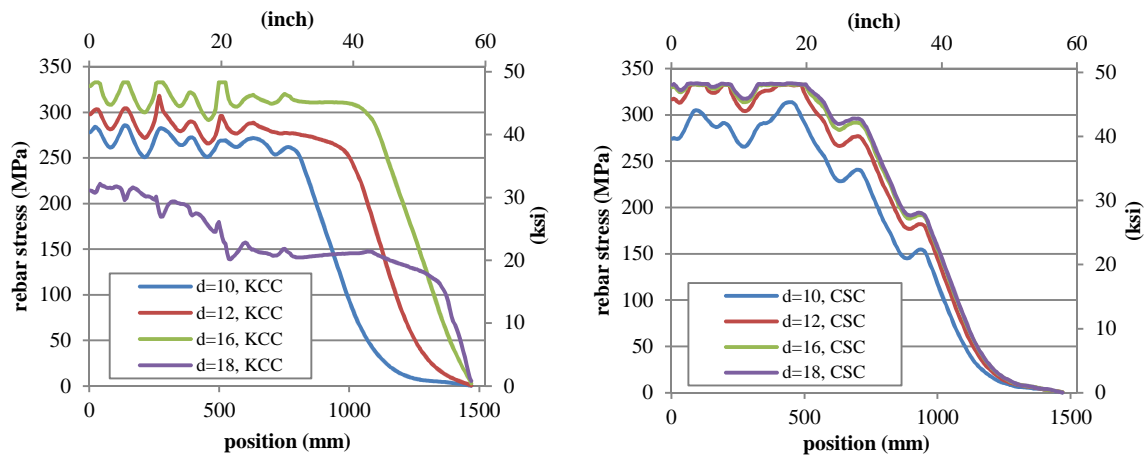 (inch)
0 20 40 60
350
300
250
200
150
100
50
0
rebar stress (MPa)
50
40
30
20
10
0
(ksi)
d=10, KCC
d=12, KCC
d=16, KCC
d=18, KCC
0 500 1000 1500
position (mm)
(inch)
0 20 40 60
350
300
250
200
150
100
50
0
rebar stress (MPa)
50
40
30
20
10
0
(ksi)
d=10, CSC
d=12, CSC
d=16, CSC
d=18, CSC
0 500 1000 1500
position (mm)